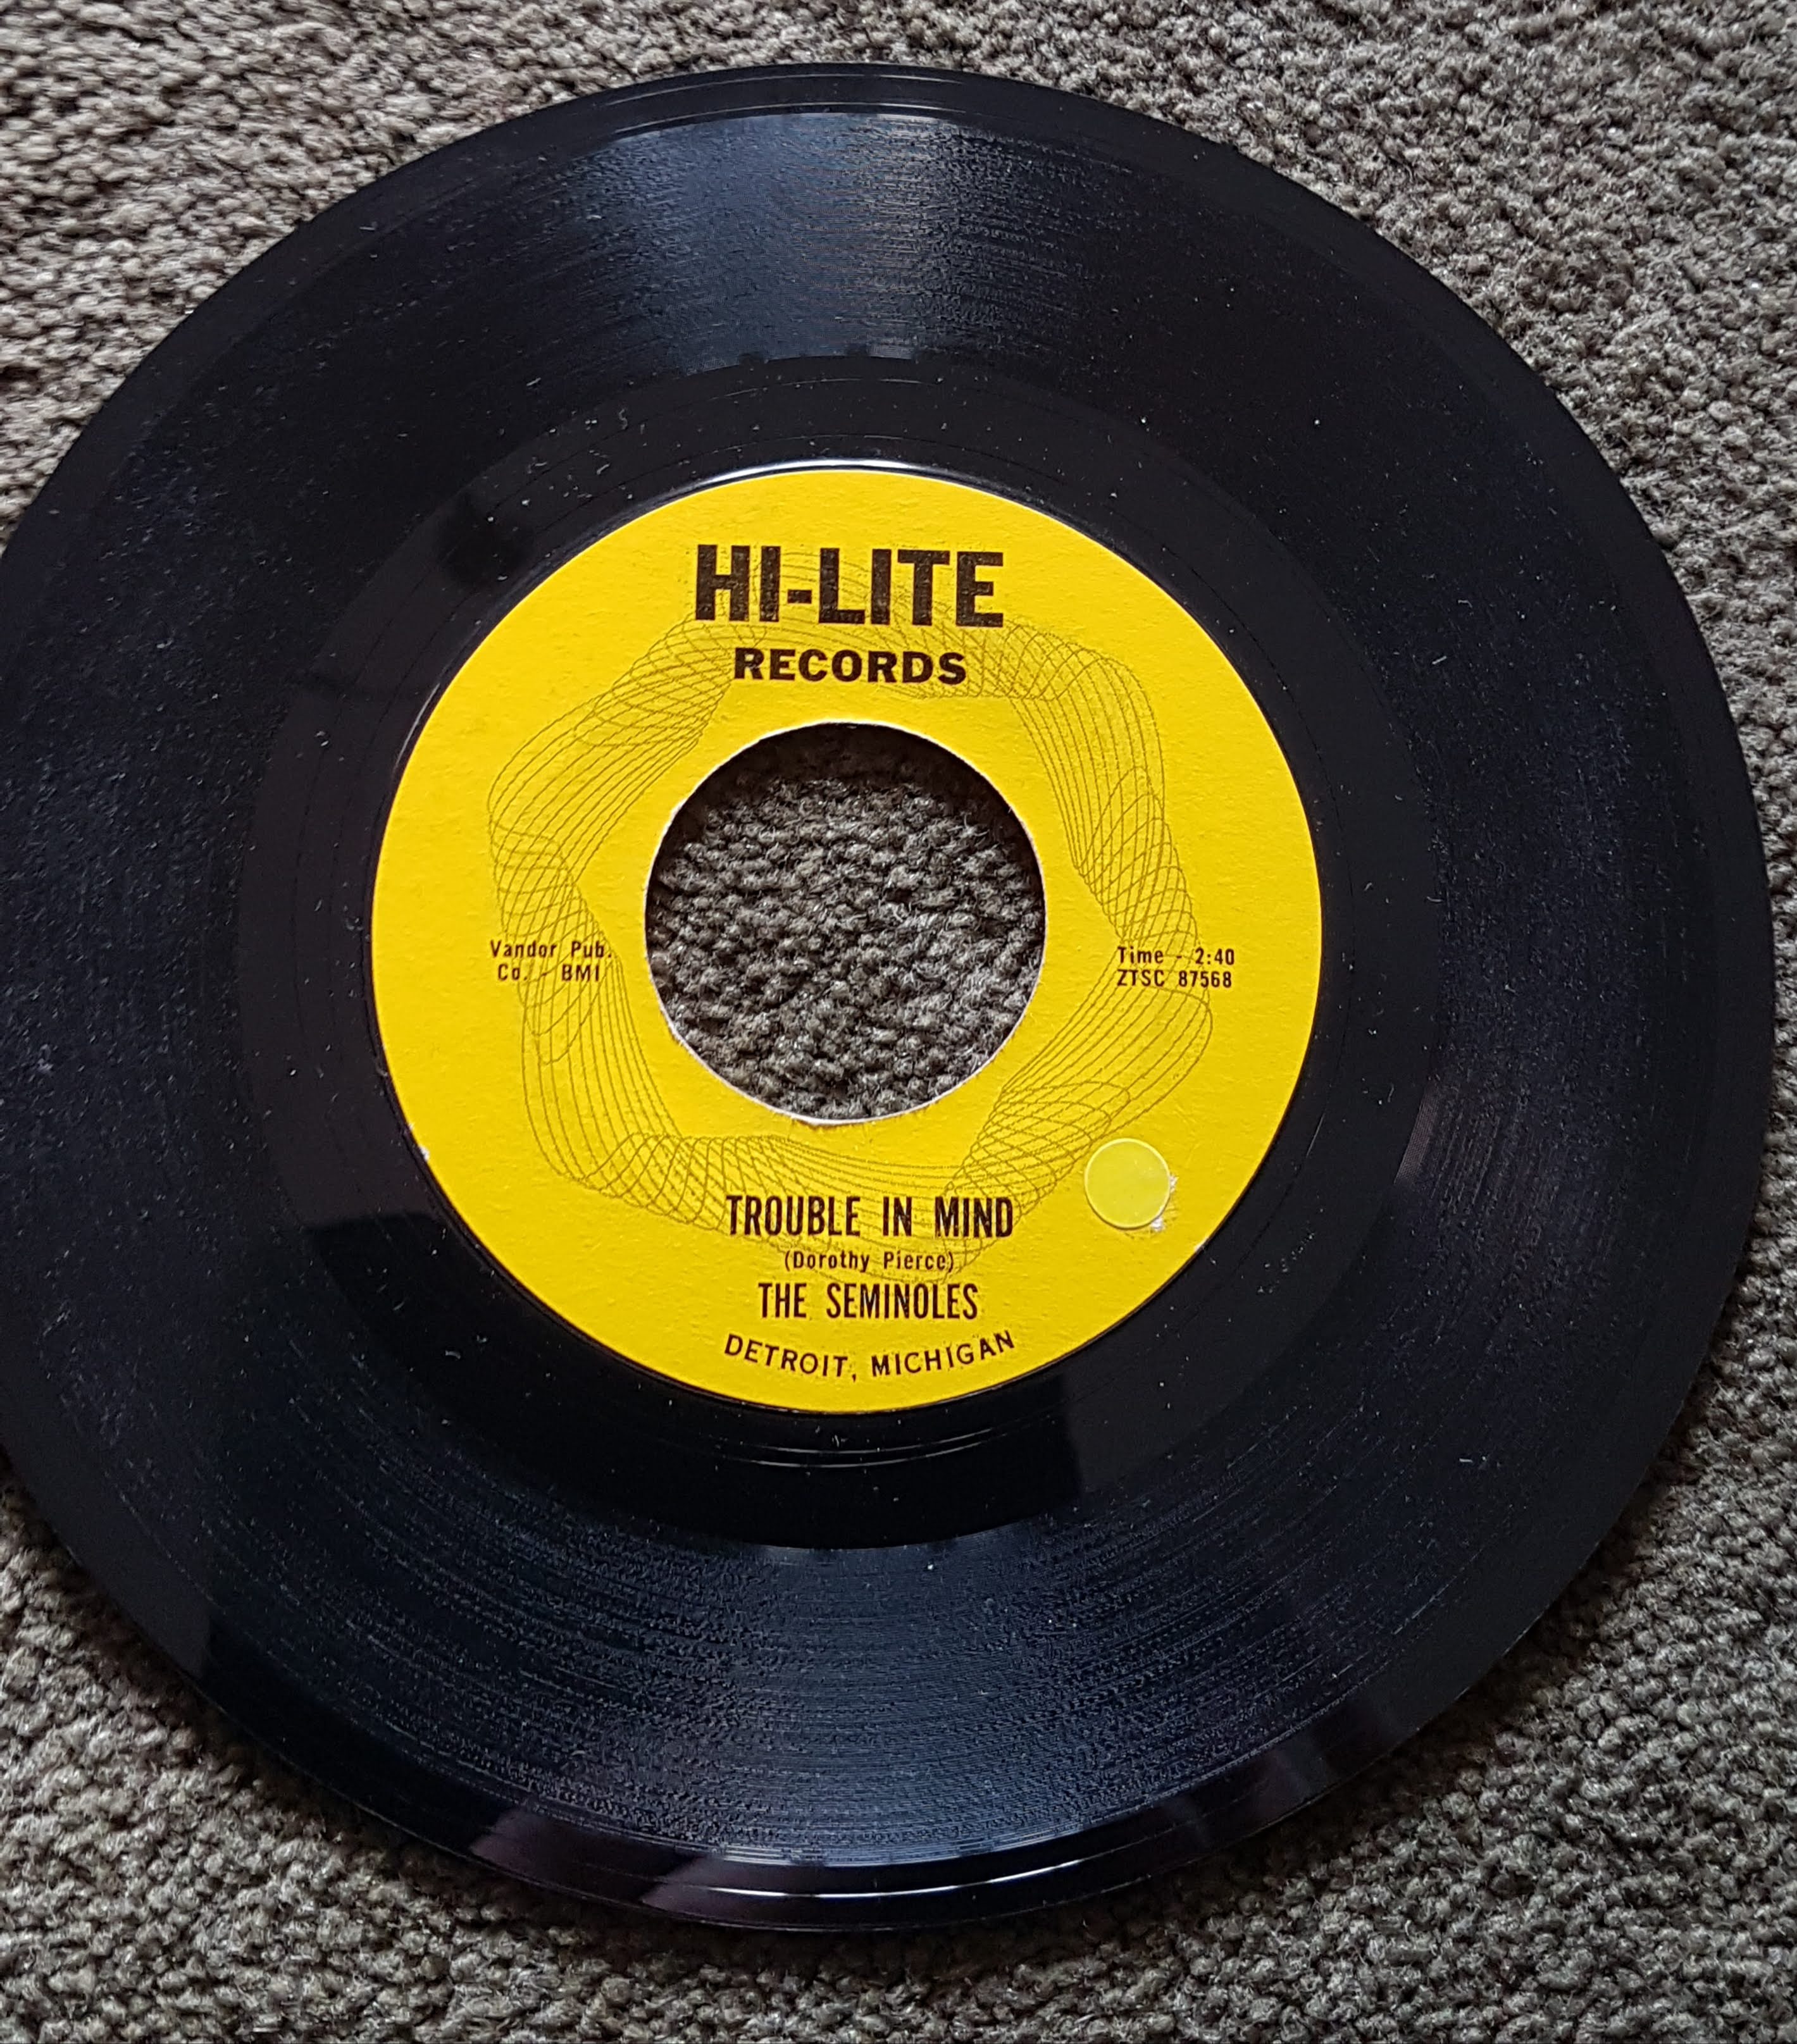 HI-LITE
RECORDS
Vandor Pub.
Co. - BMI
Time - 2:40
ZTSC 87568
TROUBLE IN MIND
(Dorothy Pierce)
THE SEMINOLES
DETROIT, MICHIGAN